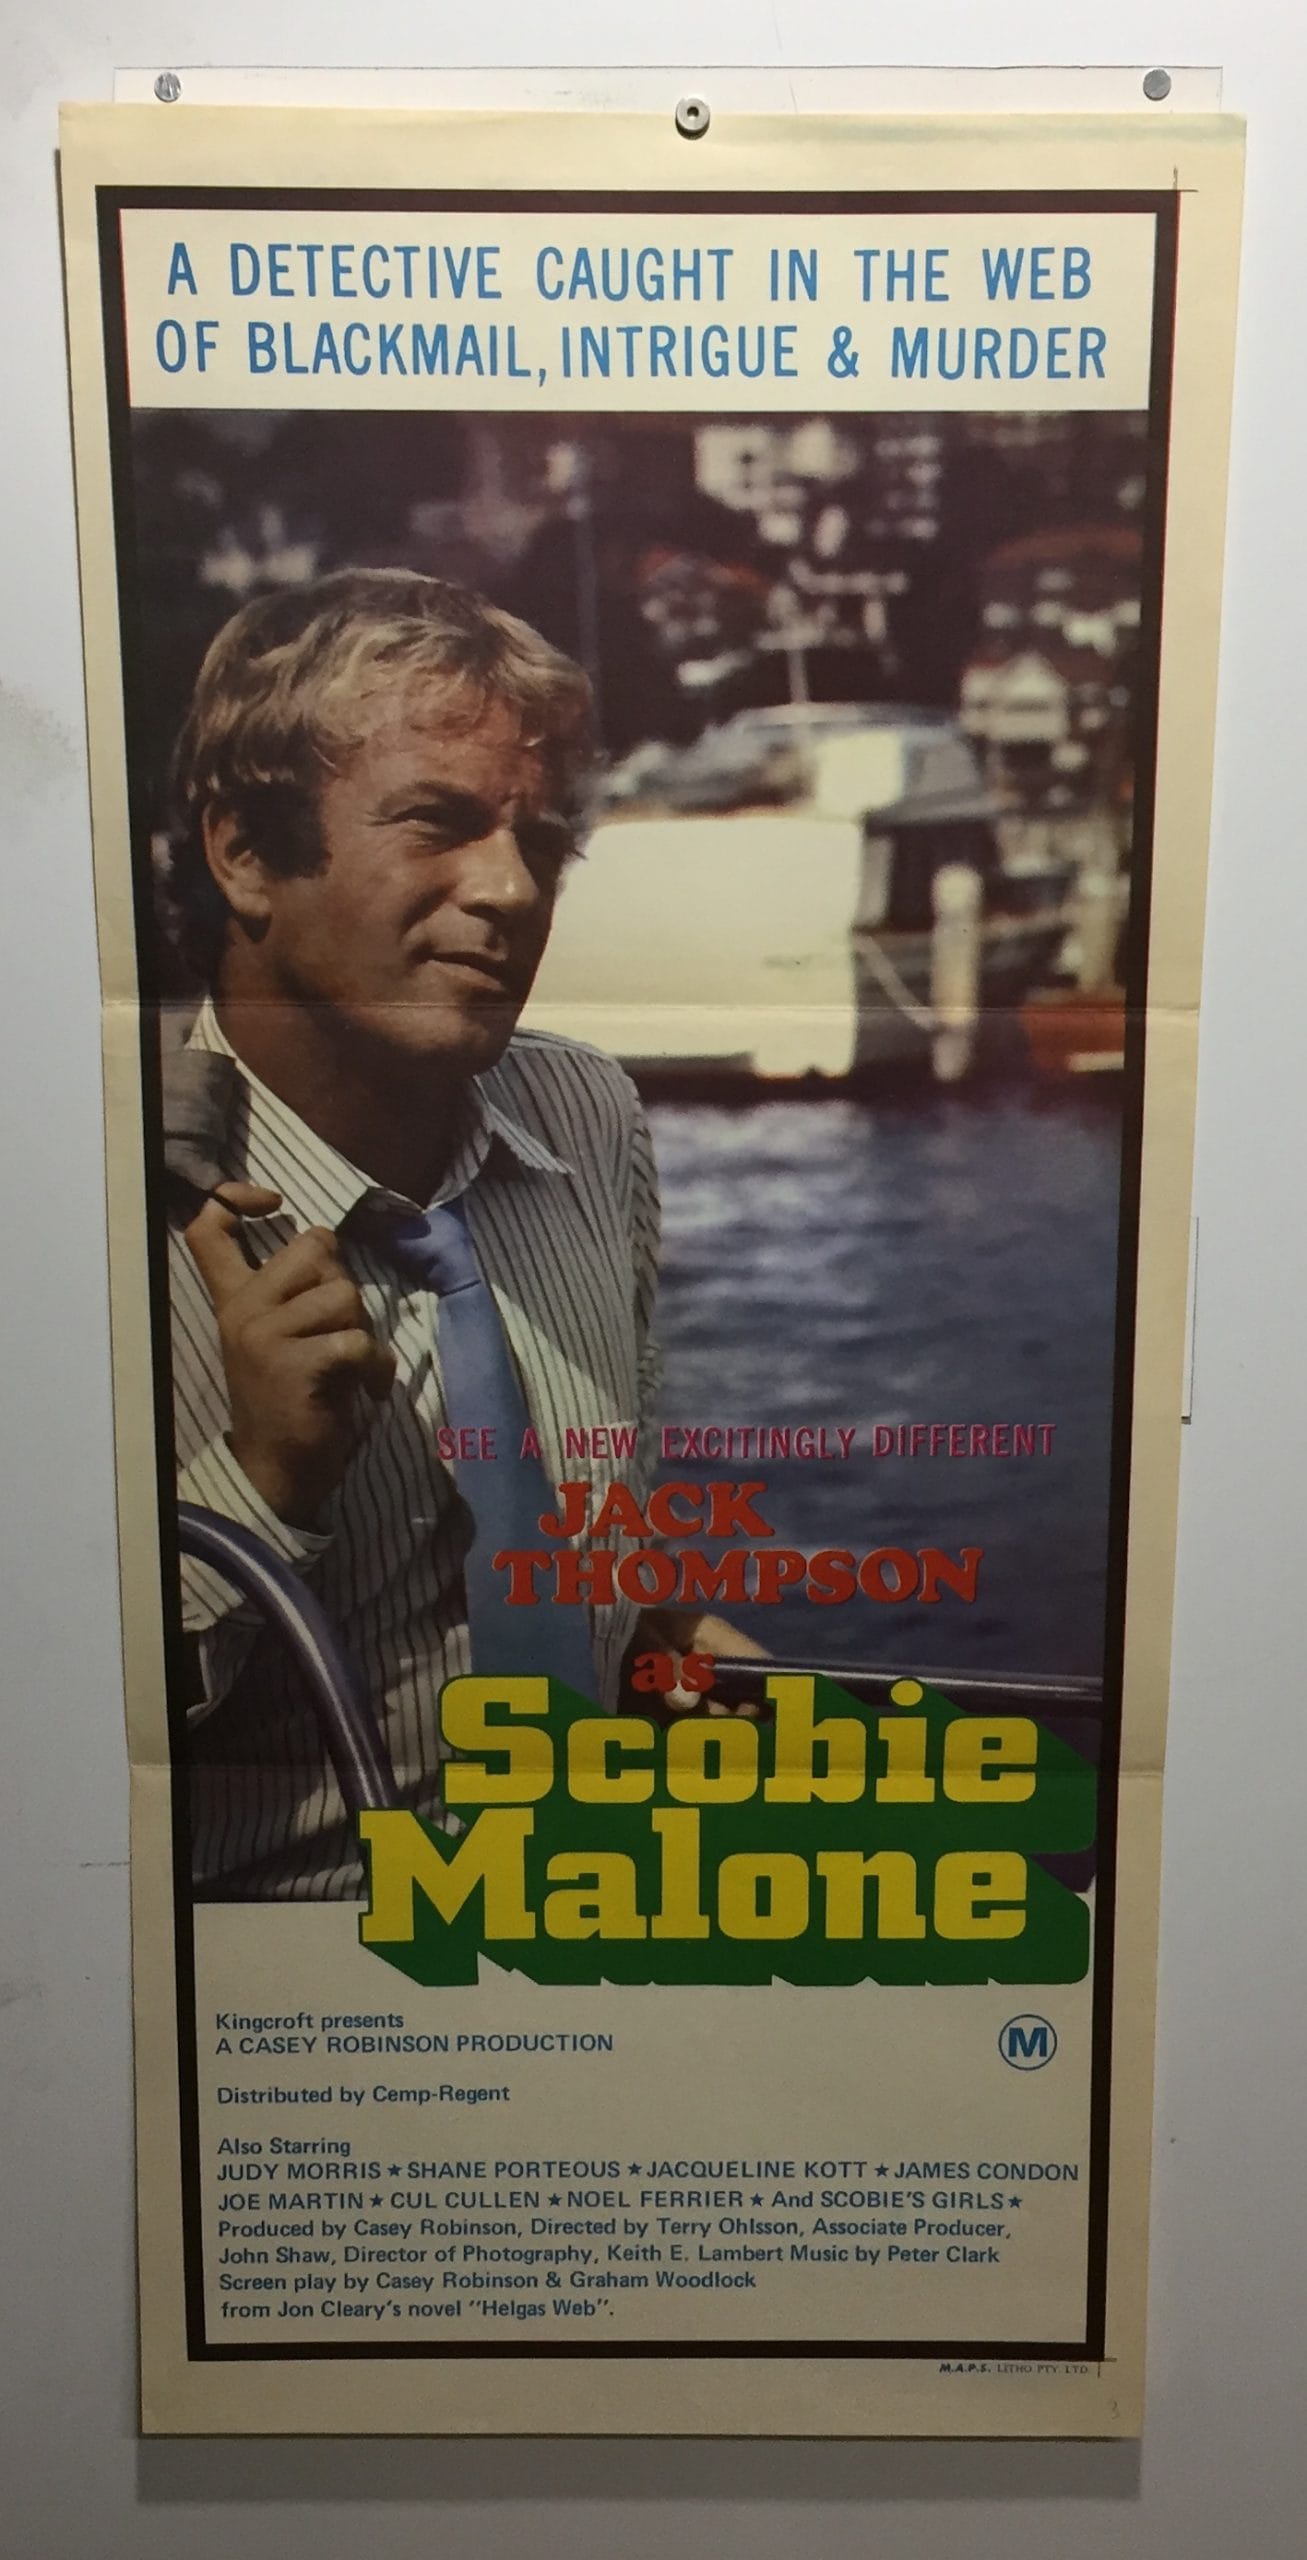 A DETECTIVE CAUGHT IN THE WEB
OF BLACKMAIL, INTRIGUE & MURDER
SEE A NEW EXCITINGLY DIFFERENT
JACK
THOMPSON
as
Scobie
Malone
Kingcroft presents
A CASEY ROBINSON PRODUCTION
M
Distributed by Cemp-Regent
Also Starring
JUDY MORRIS ★ SHANE PORTEOUS ★ JACQUELINE KOTT ★ JAMES CONDON
JOE MARTIN ★ CUL CULLEN ★ NOEL FERRIER ★ And SCOBIE'S GIRLS ★
Produced by Casey Robinson, Directed by Terry Ohlsson, Associate Producer,
John Shaw, Director of Photography, Keith E. Lambert Music by Peter Clark
Screen play by Casey Robinson & Graham Woodlock
from Jon Cleary's novel "Helgas Web".
M.A.P.S. LITHO PTY. LTD.
3